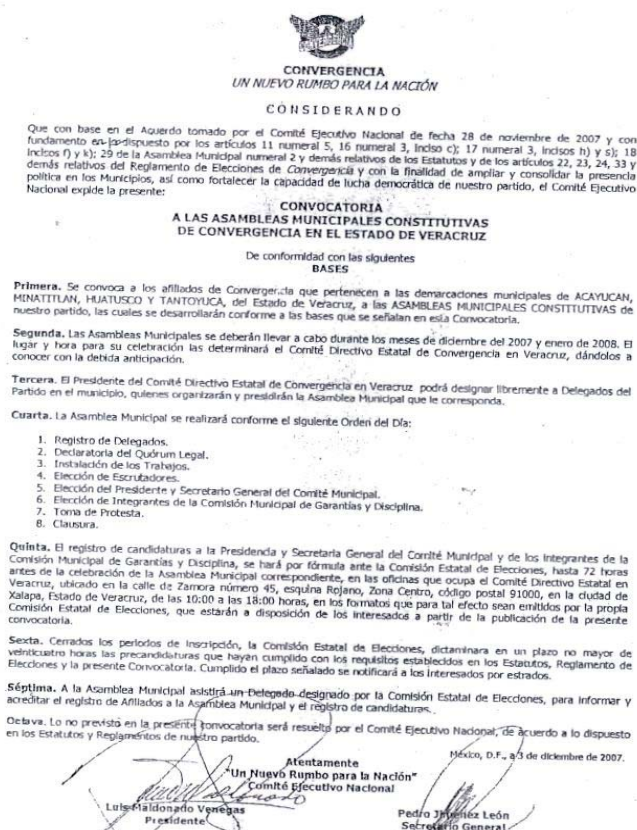 CONVERGENCIA
UN NUEVO RUMBO PARA LA NACIÓN
CONSIDERANDO
Que con base en el Acuerdo tomado por el Comité Ejecutivo Nacional de fecha 28 de noviembre de 2007 y con
fundamento en lo dispuesto por los artículos 11 numeral 5, 16 numeral 3, inciso c); 17 numeral 3, incisos h) y s); 18
incisos f) y k); 29 de la Asamblea Municipal numeral 2 y demás relativos de los Estatutos y de los artículos 22, 23, 24, 33 y
demás relativos del Reglamento de Elecciones de Convergencia y con la finalidad de ampliar y consolidar la presencia
política en los Municipios, así como fortalecer la capacidad de lucha democrática de nuestro partido, el Comité Ejecutivo
Nacional expide la presente:
CONVOCATORIA
A LAS ASAMBLEAS MUNICIPALES CONSTITUTIVAS
DE CONVERGENCIA EN EL ESTADO DE VERACRUZ
De conformidad con las siguientes
BASES
Primera. Se convoca a los afiliados de Convergencia que pertenecen a las demarcaciones municipales de ACAYUCAN,
MINATITLAN, HUATUSCO Y TANTOYUCA, del Estado de Veracruz, a las ASAMBLEAS MUNICIPALES CONSTITUTIVAS de
nuestro partido, las cuales se desarrollarán conforme a las bases que se señalan en esta Convocatoria.
Segunda. Las Asambleas Municipales se deberán llevar a cabo durante los meses de diciembre del 2007 y enero de 2008. El
lugar y hora para su celebración las determinará el Comité Directivo Estatal de Convergencia en Veracruz, dándolos a
conocer con la debida anticipación.
Tercera. El Presidente del Comité Directivo Estatal de Convergencia en Veracruz podrá designar libremente a Delegados del
Partido en el municipio, quienes organizarán y presidirán la Asamblea Municipal que le corresponda.
Cuarta. La Asamblea Municipal se realizará conforme el siguiente Orden del Día:
1. Registro de Delegados.
2. Declaratoria del Quórum Legal.
3. Instalación de los Trabajos.
4. Elección de Escrutadores.
5. Elección del Presidente y Secretario General del Comité Municipal.
6. Elección de Integrantes de la Comisión Municipal de Garantías y Disciplina.
7. Toma de Protesta.
8. Clausura.
Quinta. El registro de candidaturas a la Presidencia y Secretaria General del Comité Municipal y de los Integrantes de la
Comisión Municipal de Garantías y Disciplina, se hará por fórmula ante la Comisión Estatal de Elecciones, hasta 72 horas
antes de la celebración de la Asamblea Municipal correspondiente, en las oficinas que ocupa el Comité Directivo Estatal en
Veracruz, ubicado en la calle de Zamora número 45, esquina Rojano, Zona Centro, código postal 91000, en la ciudad de
Xalapa, Estado de Veracruz, de las 10:00 a las 18:00 horas, en los formatos que para tal efecto sean emitidos por la propia
Comisión Estatal de Elecciones, que estarán a disposición de los interesados a partir de la publicación de la presente
convocatoria.
Sexta. Cerrados los periodos de inscripción, la Comisión Estatal de Elecciones, dictaminara en un plazo no mayor de
veinticuatro horas las precandidaturas que hayan cumplido con los requisitos establecidos en los Estatutos, Reglamento de
Elecciones y la presente Convocatoria. Cumplido el plazo señalado se notificará a los interesados por estrados.
Séptima. A la Asamblea Municipal asistirá un Delegado designado por la Comisión Estatal de Elecciones, para informar y
acreditar el registro de Afiliados a la Asamblea Municipal y el registro de candidaturas.
Octava. Lo no previsto en la presente convocatoria será resuelto por el Comité Ejecutivo Nacional, de acuerdo a lo dispuesto
en los Estatutos y Reglamentos de nuestro partido.
México, D.F., a 3 de diciembre de 2007.
Atentamente
"Un Nuevo Rumbo para la Nación"
Comité Ejecutivo Nacional
Luis Maldonado Venegas
Presidente
Pedro Jiménez León
Secretario General